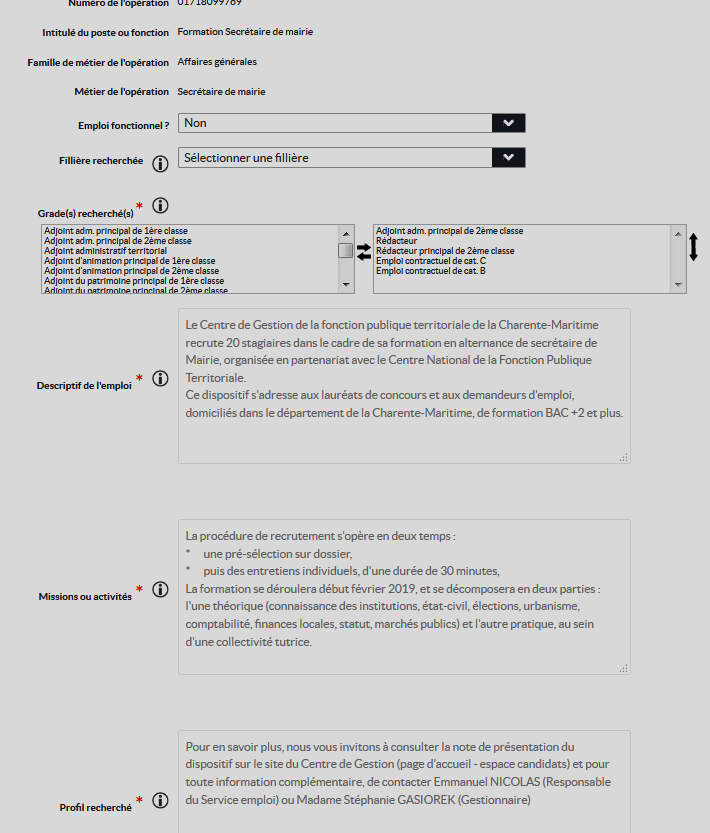 Numéro de l'opération 01718099769
Intitulé du poste ou fonction Formation Secrétaire de mairie
Famille de métier de l'opération Affaires générales
Métier de l'opération Secrétaire de mairie
Emploi fonctionnel ? Non
Fillière recherchée Sélectionner une fillière
Grade(s) recherché(s) *
Adjoint adm. principal de 1ère classe
Adjoint adm. principal de 2ème classe
Adjoint administratif territorial
Adjoint d'animation principal de 1ère classe
Adjoint d'animation principal de 2ème classe
Adjoint du patrimoine principal de 1ère classe
Adjoint du patrimoine principal de 2ème classe
Adjoint adm. principal de 2ème classe
Rédacteur
Rédacteur principal de 2ème classe
Emploi contractuel de cat. C
Emploi contractuel de cat. B
Descriptif de l'emploi *
Le Centre de Gestion de la fonction publique territoriale de la Charente-Maritime
recrute 20 stagiaires dans le cadre de sa formation en alternance de secrétaire de
Mairie, organisée en partenariat avec le Centre National de la Fonction Publique
Territoriale.
Ce dispositif s'adresse aux lauréats de concours et aux demandeurs d'emploi,
domiciliés dans le département de la Charente-Maritime, de formation BAC +2 et plus.
Missions ou activités *
La procédure de recrutement s'opère en deux temps :
* une pré-sélection sur dossier,
* puis des entretiens individuels, d'une durée de 30 minutes,
La formation se déroulera début février 2019, et se décomposera en deux parties :
l'une théorique (connaissance des institutions, état-civil, élections, urbanisme,
comptabilité, finances locales, statut, marchés publics) et l'autre pratique, au sein
d'une collectivité tutrice.
Profil recherché *
Pour en savoir plus, nous vous invitons à consulter la note de présentation du
dispositif sur le site du Centre de Gestion (page d'accueil - espace candidats) et pour
toute information complémentaire, de contacter Emmanuel NICOLAS (Responsable
du Service emploi) ou Madame Stéphanie GASIOREK (Gestionnaire)